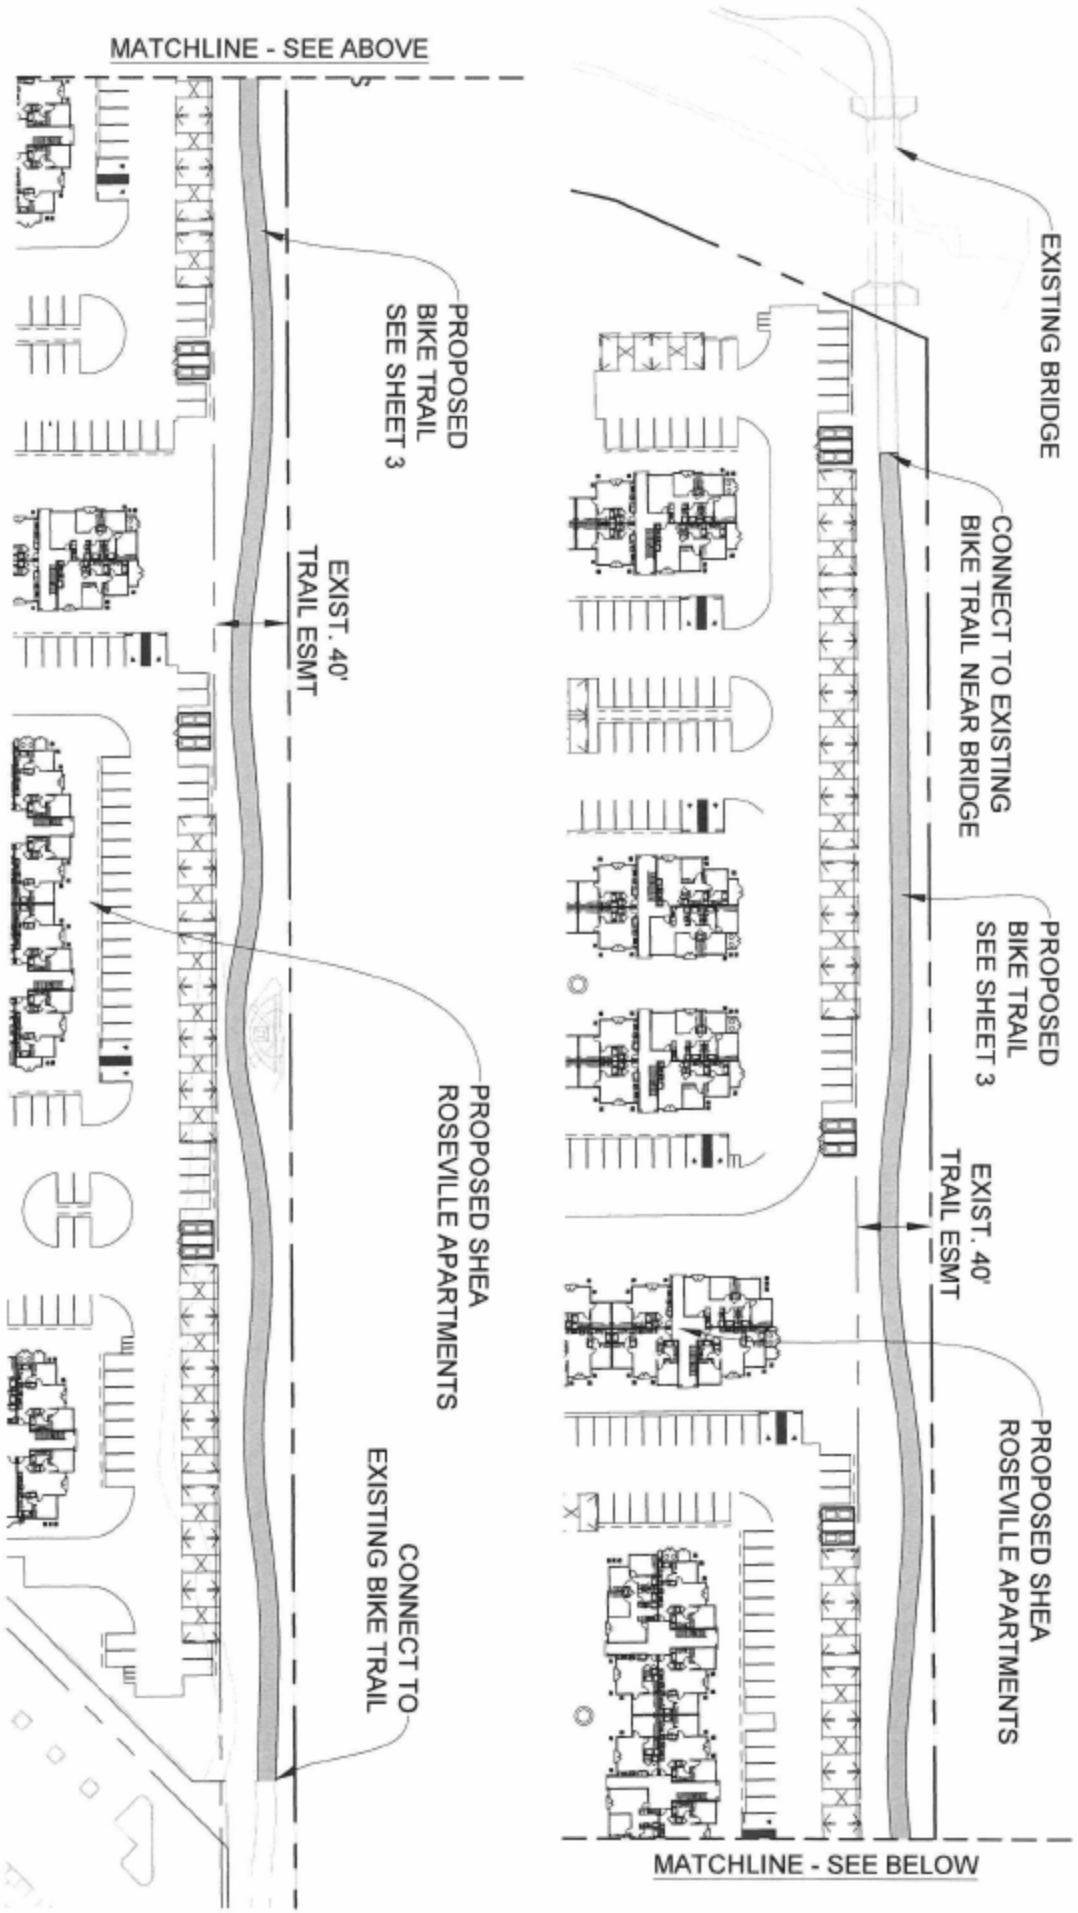 EXISTING BRIDGE
CONNECT TO EXISTING
BIKE TRAIL NEAR BRIDGE
PROPOSED
BIKE TRAIL
SEE SHEET 3
EXIST. 40'
TRAIL ESMT
PROPOSED SHEA
ROSEVILLE APARTMENTS
MATCHLINE - SEE BELOW
MATCHLINE - SEE ABOVE
S
PROPOSED
BIKE TRAIL
SEE SHEET 3
EXIST. 40'
TRAIL ESMT
PROPOSED SHEA
ROSEVILLE APARTMENTS
CONNECT TO
EXISTING BIKE TRAIL